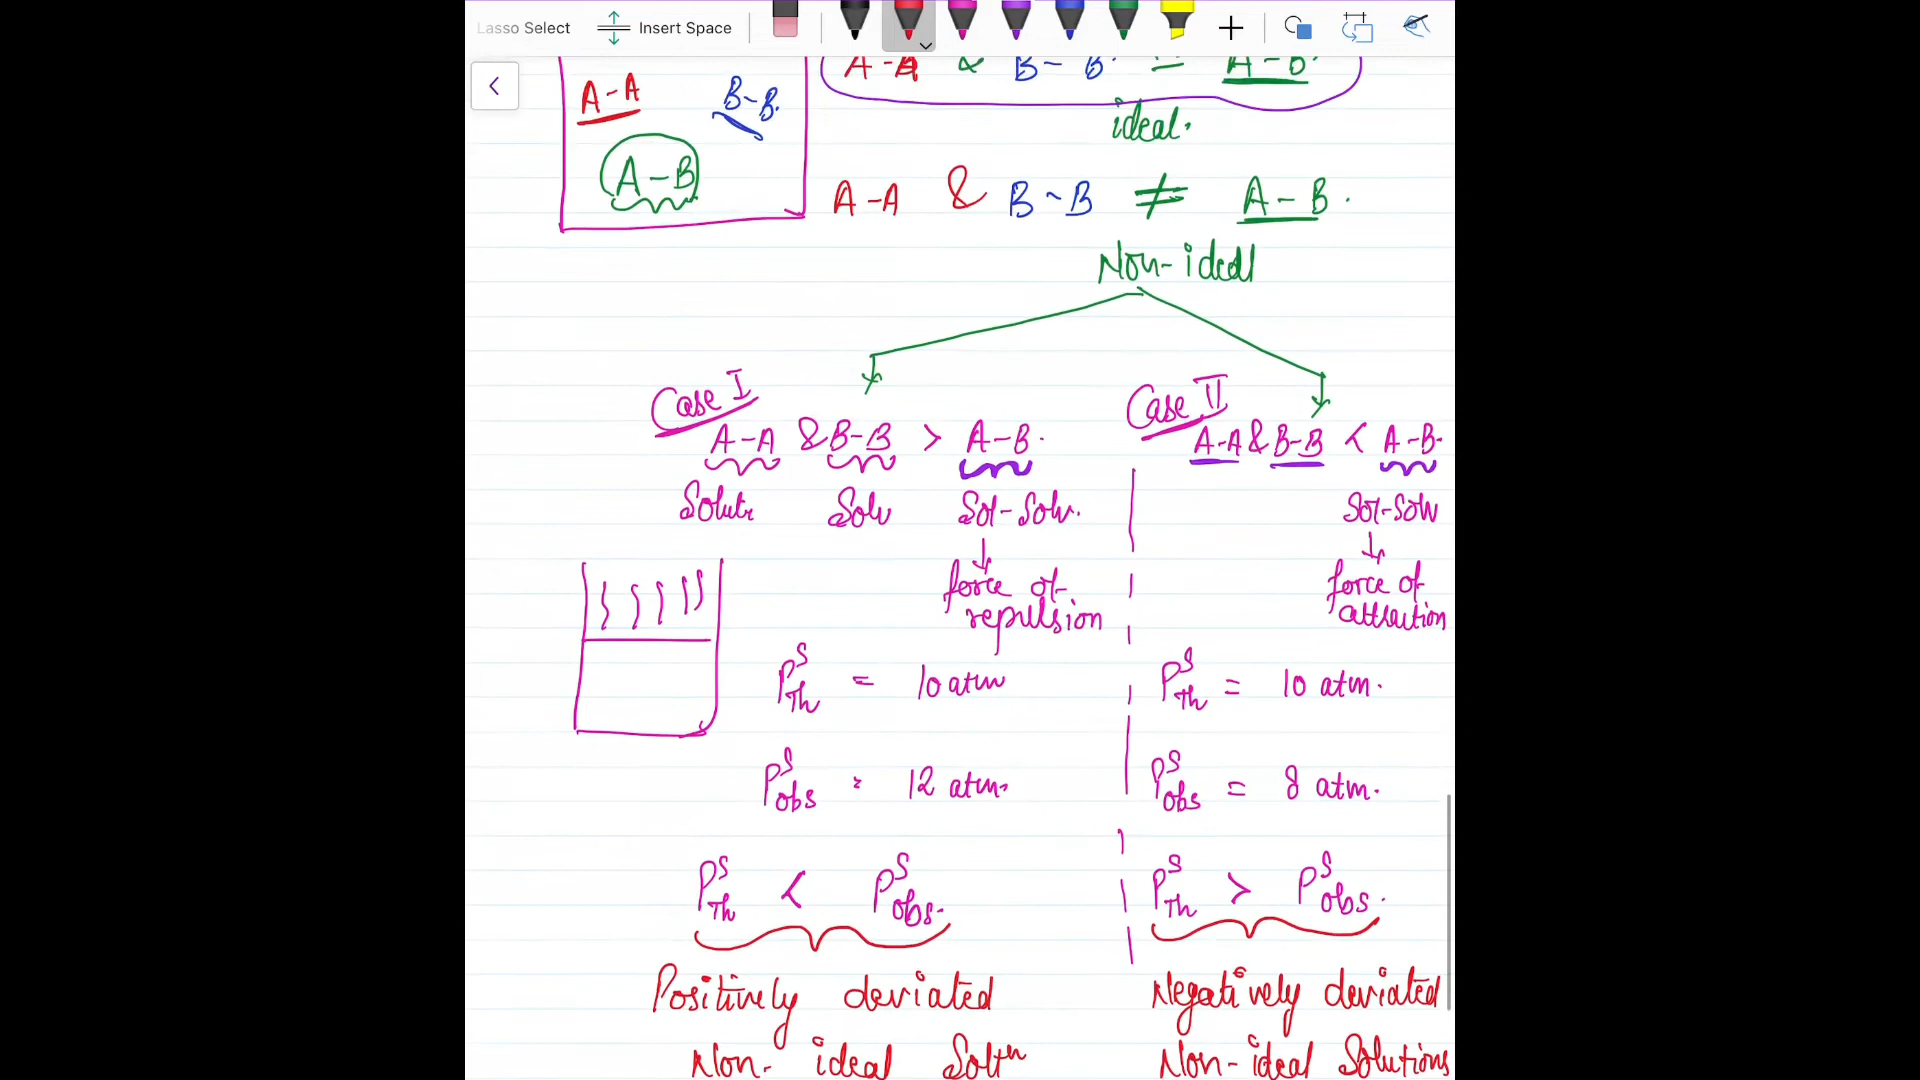 Lasso Select Insert Space
A-A & B-B = A-B.
A-A B-B.
ideal.
A-B
A-A & B-B ≠ A-B.
Non-ideal
Case I Case II
A-A & B-B > A-B. A-A & B-B < A-B.
Solute Solv Sol-Solv. Sol-Solv
force of force of
repulsion attraction
P^S_Th = 10 atm P^S_Th = 10 atm.
P^S_obs = 12 atm. P^S_obs = 8 atm.
P^S_Th < P^S_obs. P^S_Th > P^S_obs.
Positively deviated Negatively deviated
Non-ideal Solⁿ Non-ideal Solutions